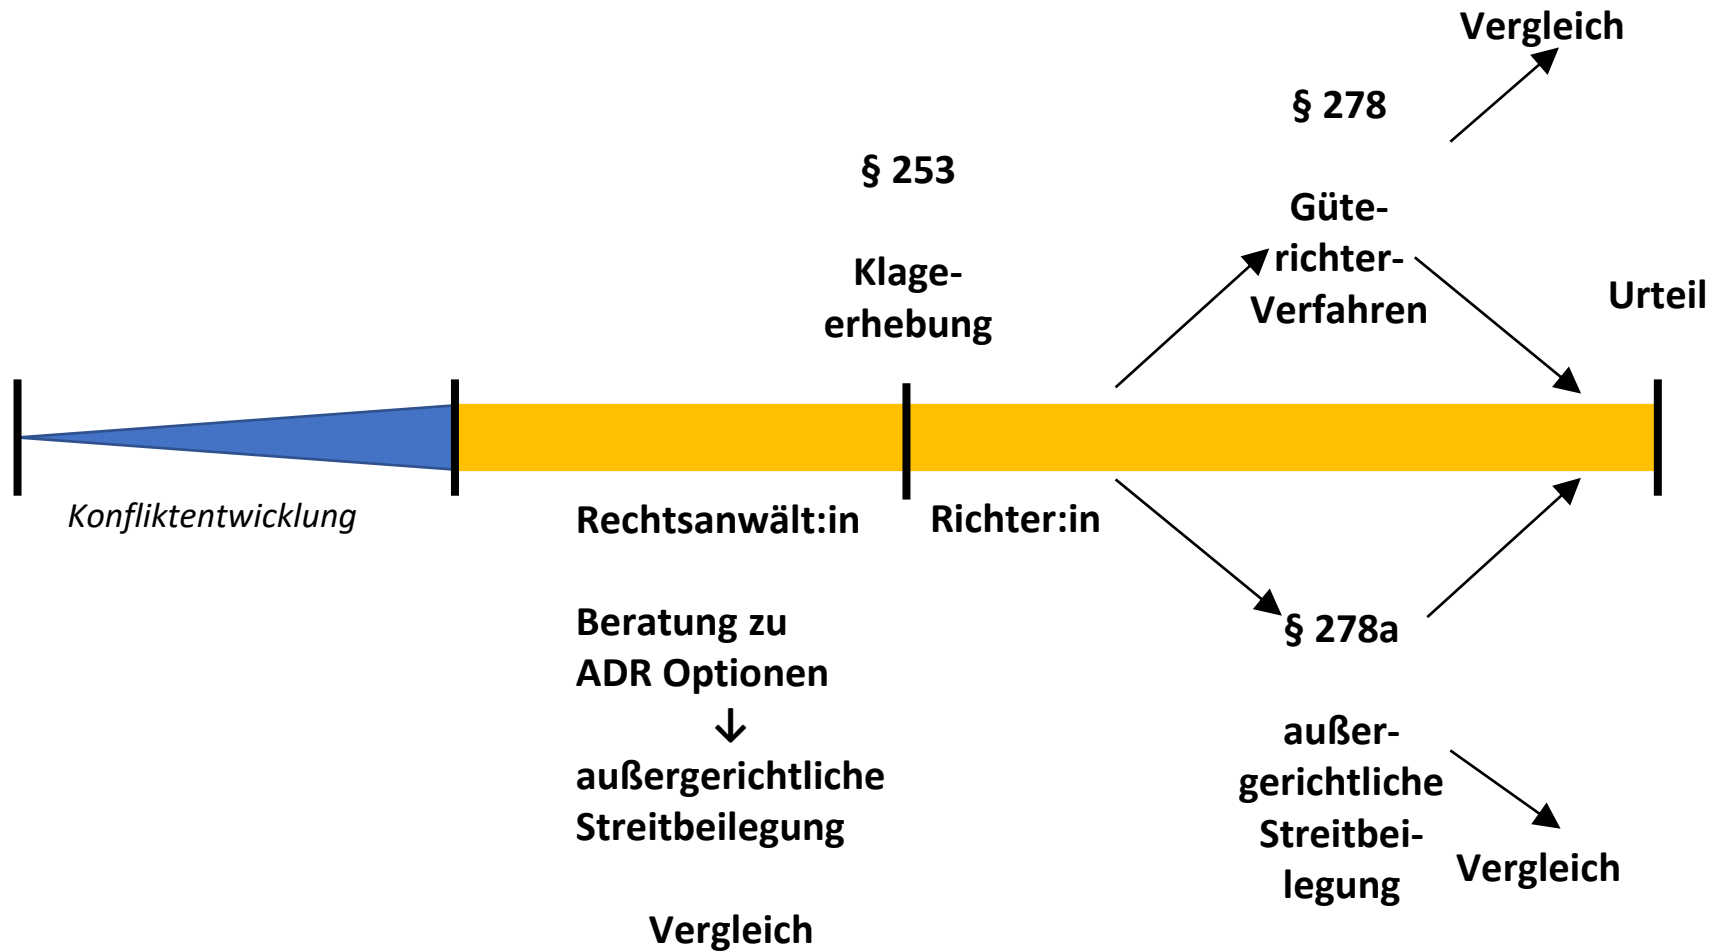 Vergleich
§ 278
§ 253
Güte-
richter-
Verfahren
Klage-
erhebung
Urteil
Konfliktentwicklung
Rechtsanwält:in
Richter:in
Beratung zu
ADR Optionen
↓
außergerichtliche
Streitbeilegung
Vergleich
§ 278a
außer-
gerichtliche
Streitbei-
legung
Vergleich